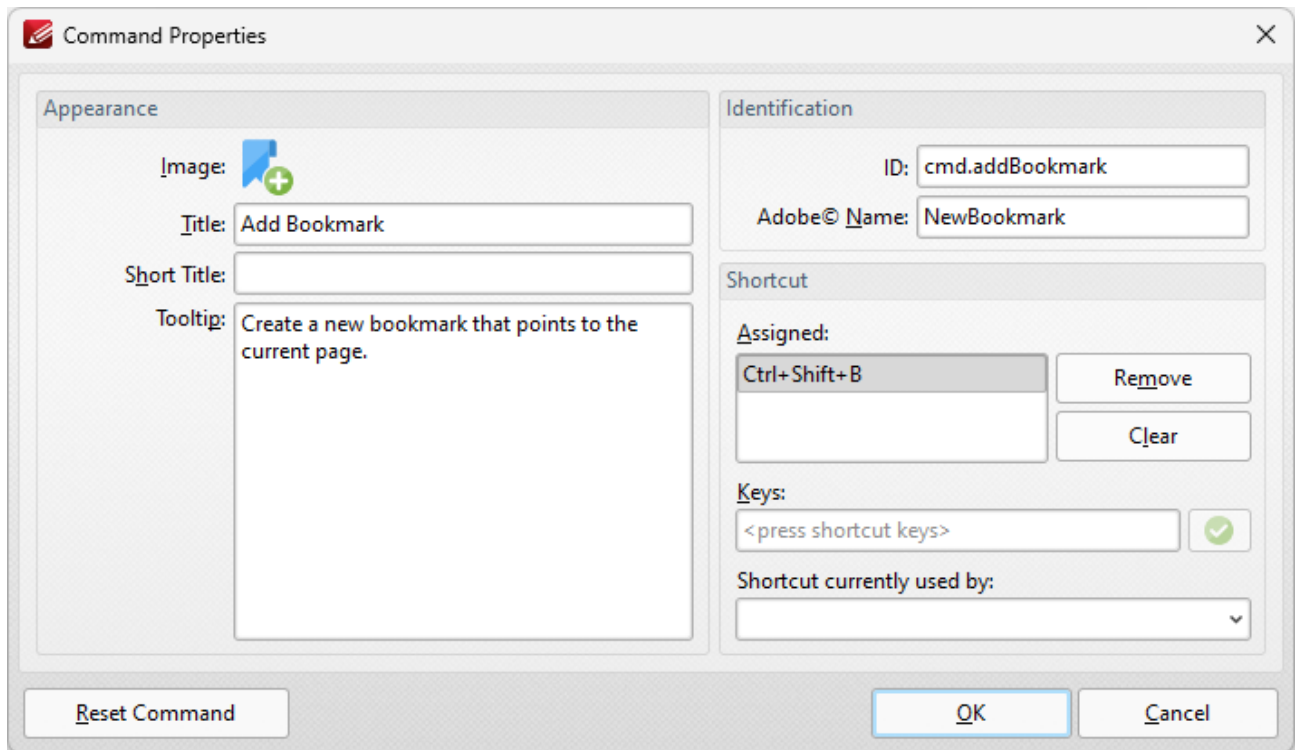 Command Properties
Appearance
Image:
Title: Add Bookmark
Short Title:
Tooltip: Create a new bookmark that points to the
current page.
Identification
ID: cmd.addBookmark
Adobe© Name: NewBookmark
Shortcut
Assigned:
Ctrl+Shift+B
Remove
Clear
Keys:
<press shortcut keys>
Shortcut currently used by:
Reset Command
OK
Cancel